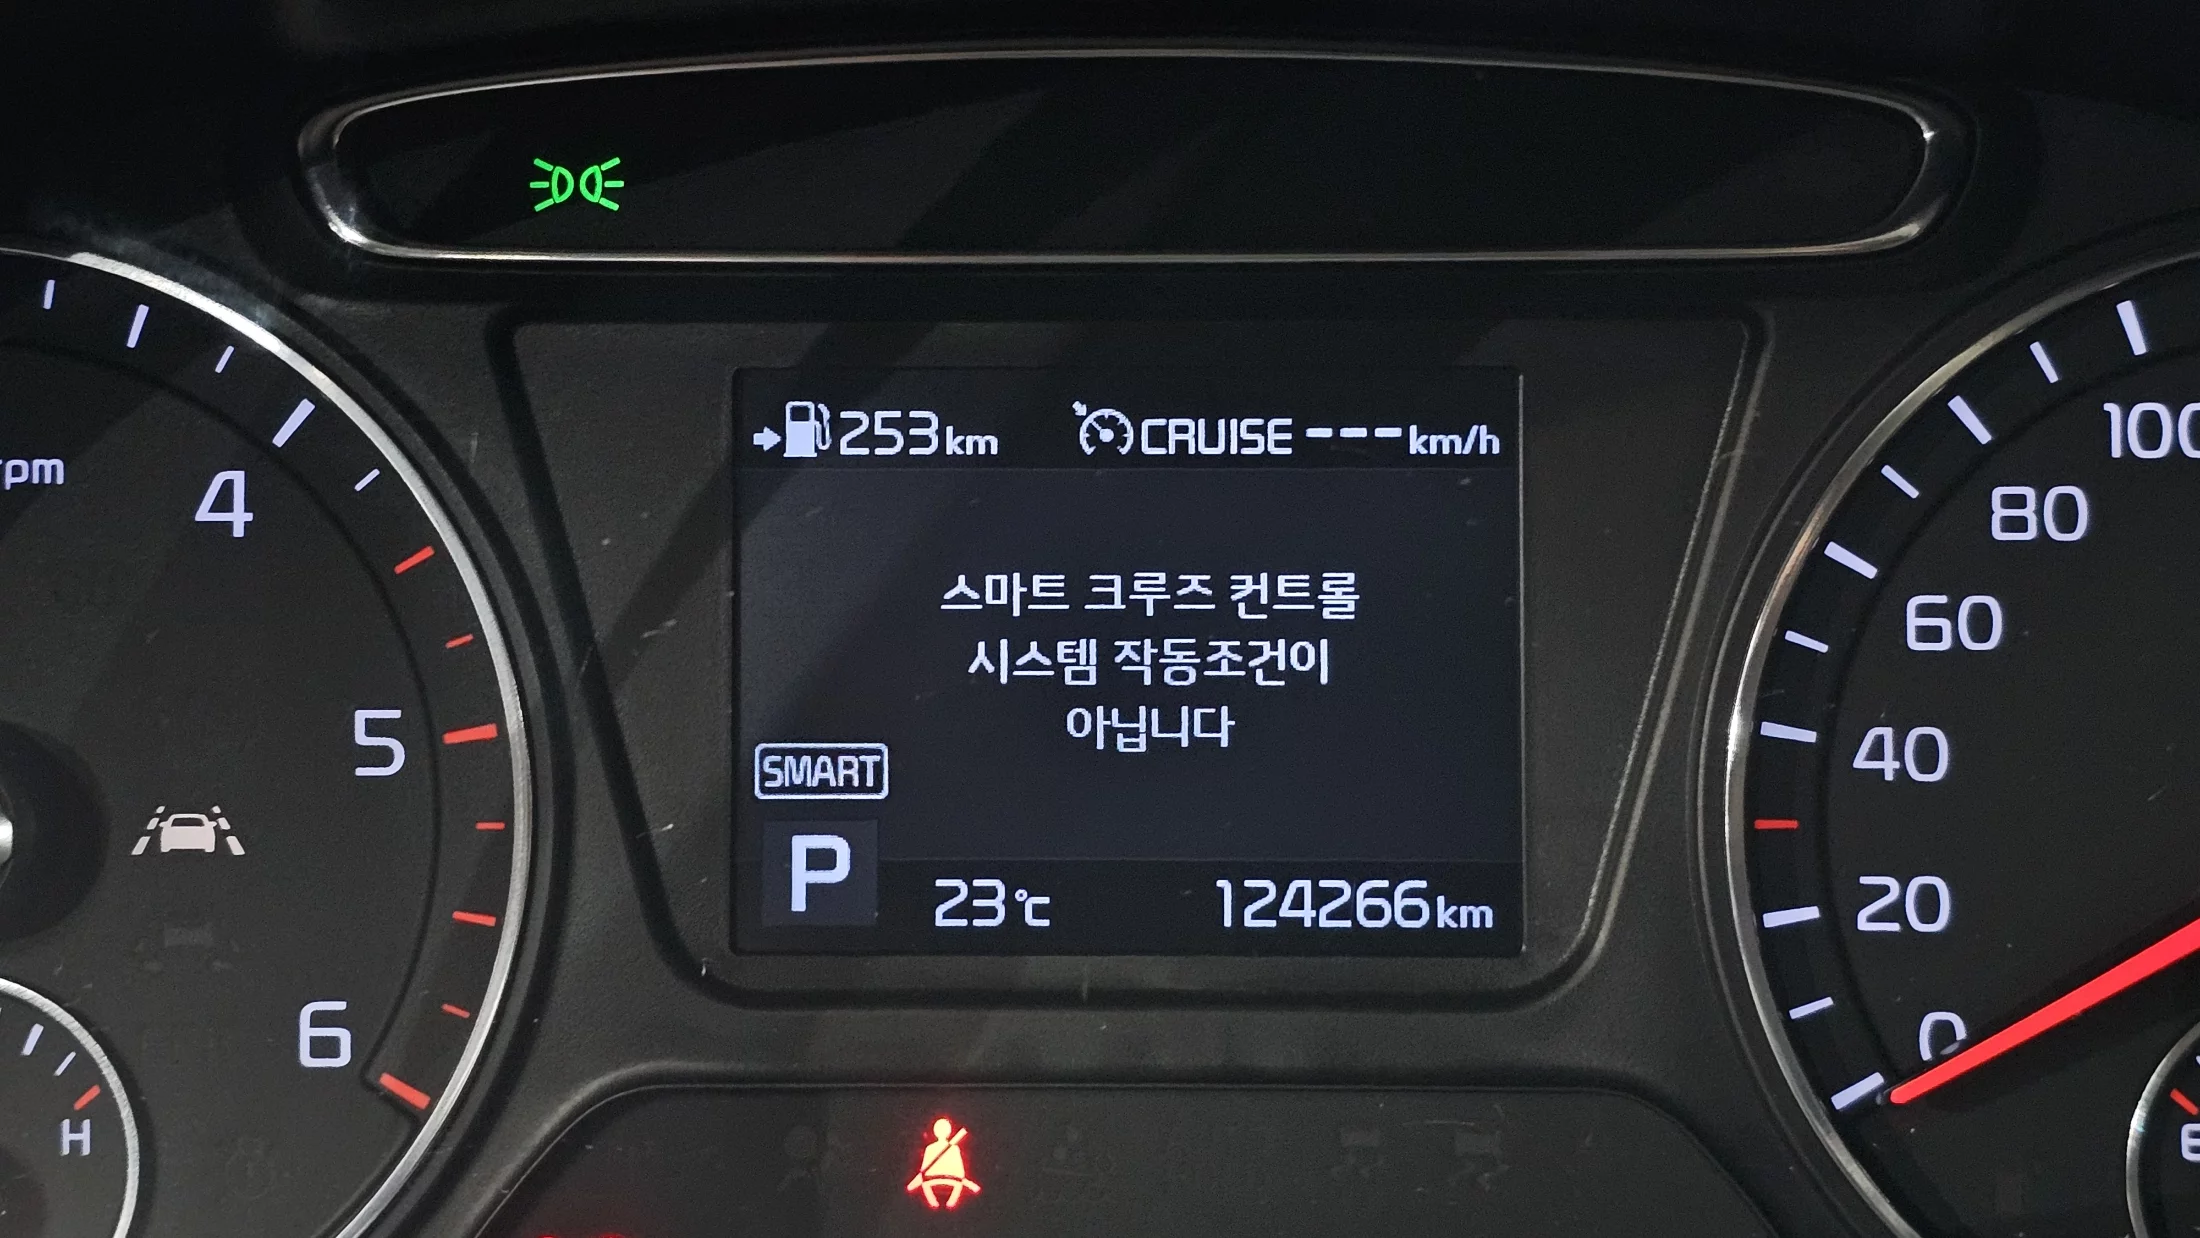 253km CRUISE ---km/h
rpm
4
5
6
H
스마트 크루즈 컨트롤
시스템 작동조건이
아닙니다
SMART
P
23℃ 124266km
100
80
60
40
20
0
E